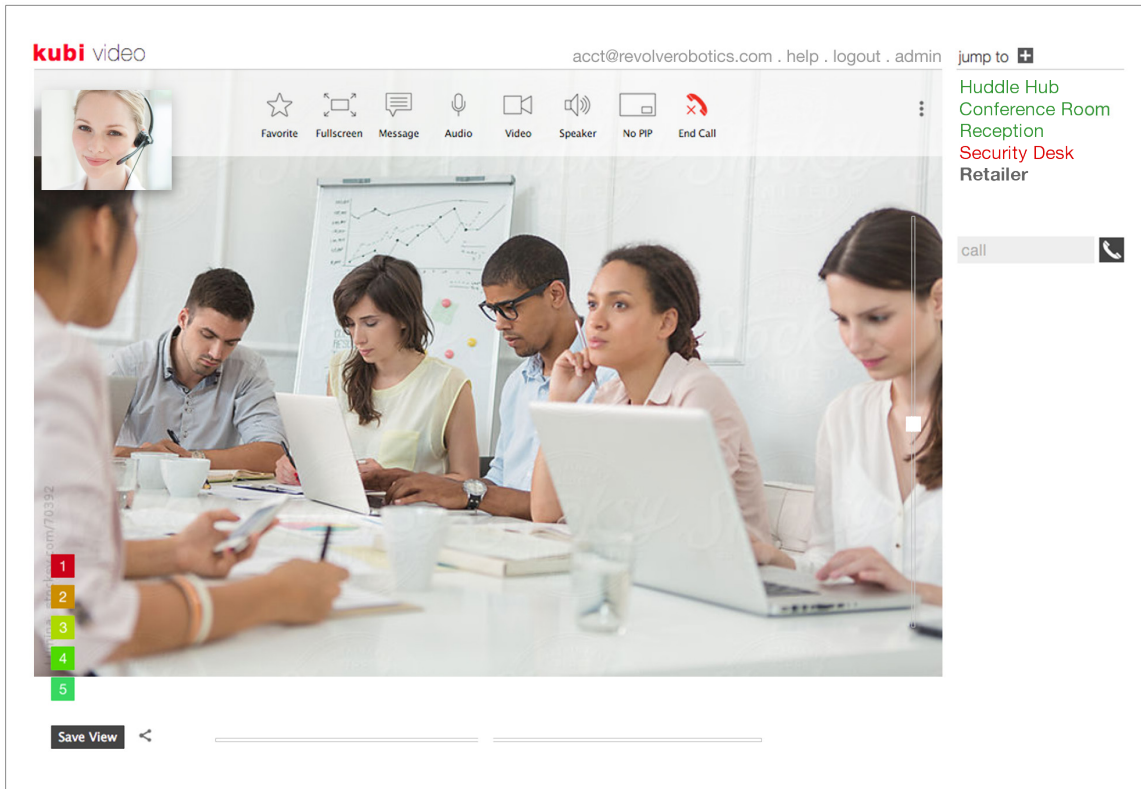 kubi video
acct@revolverobotics.com . help . logout . admin
jump to +
Favorite
Fullscreen
Message
Audio
Video
Speaker
No PIP
End Call
Huddle Hub
Conference Room
Reception
Security Desk
Retailer
call
1
2
3
4
5
Save View